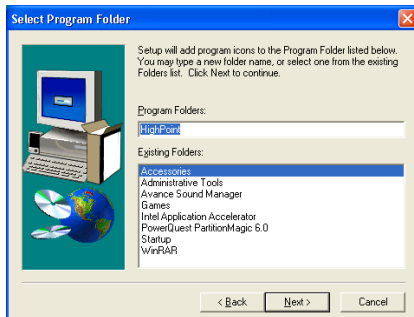 Select Program Folder
Setup will add program icons to the Program Folder listed below.
You may type a new folder name, or select one from the existing
Folders list. Click Next to continue.
Program Folders:
HighPoint
Existing Folders:
Accessories
Administrative Tools
Avance Sound Manager
Games
Intel Application Accelerator
PowerQuest PartitionMagic 6.0
Startup
WinRAR
< Back Next > Cancel